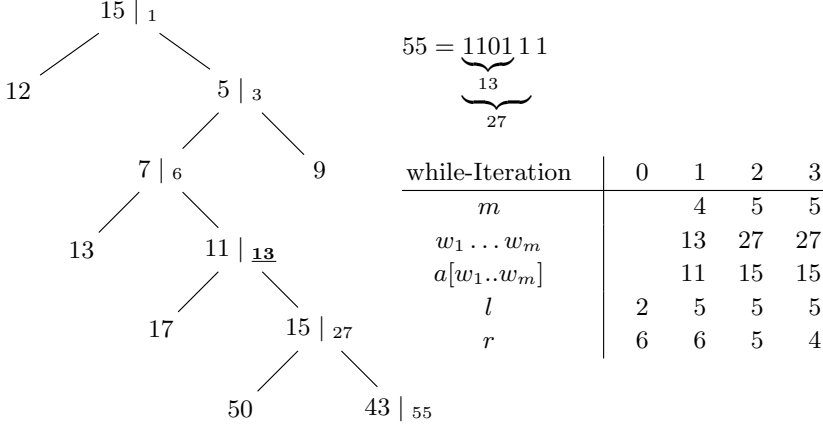 15 | 1
12
5 | 3
7 | 6
9
13
11 | 13
17
15 | 27
50
43 | 55
55 = 1101 1 1
13
27
while-Iteration 0 1 2 3
m 4 5 5
w1 . . . wm 13 27 27
a[w1..wm] 11 15 15
l 2 5 5 5
r 6 6 5 4